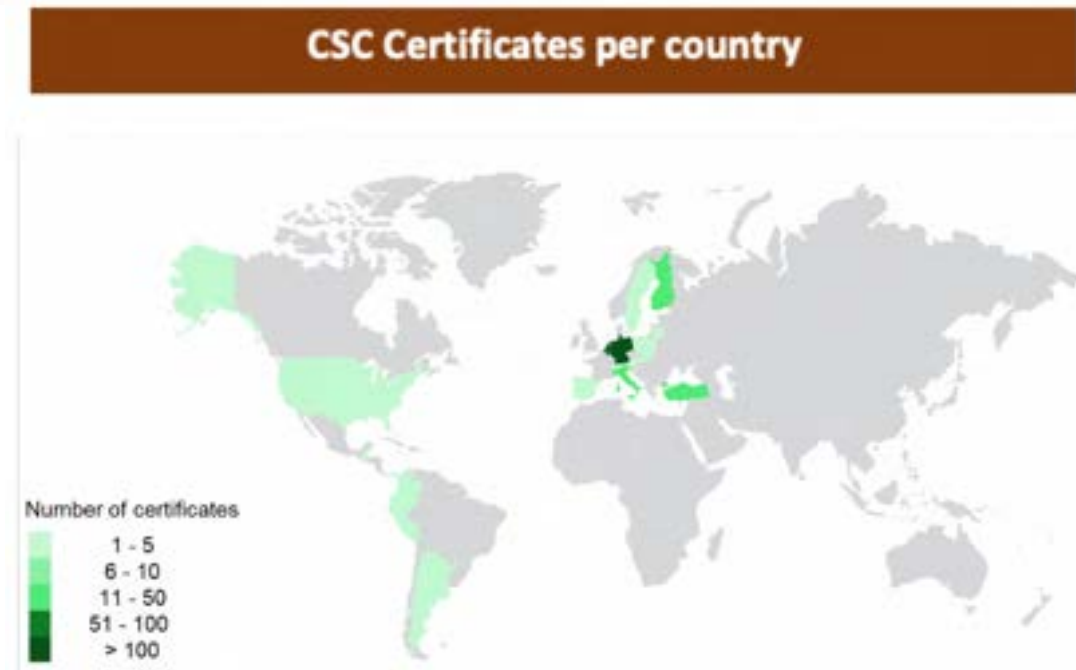 CSC Certificates per country
Number of certificates
1 - 5
6 - 10
11 - 50
51 - 100
> 100